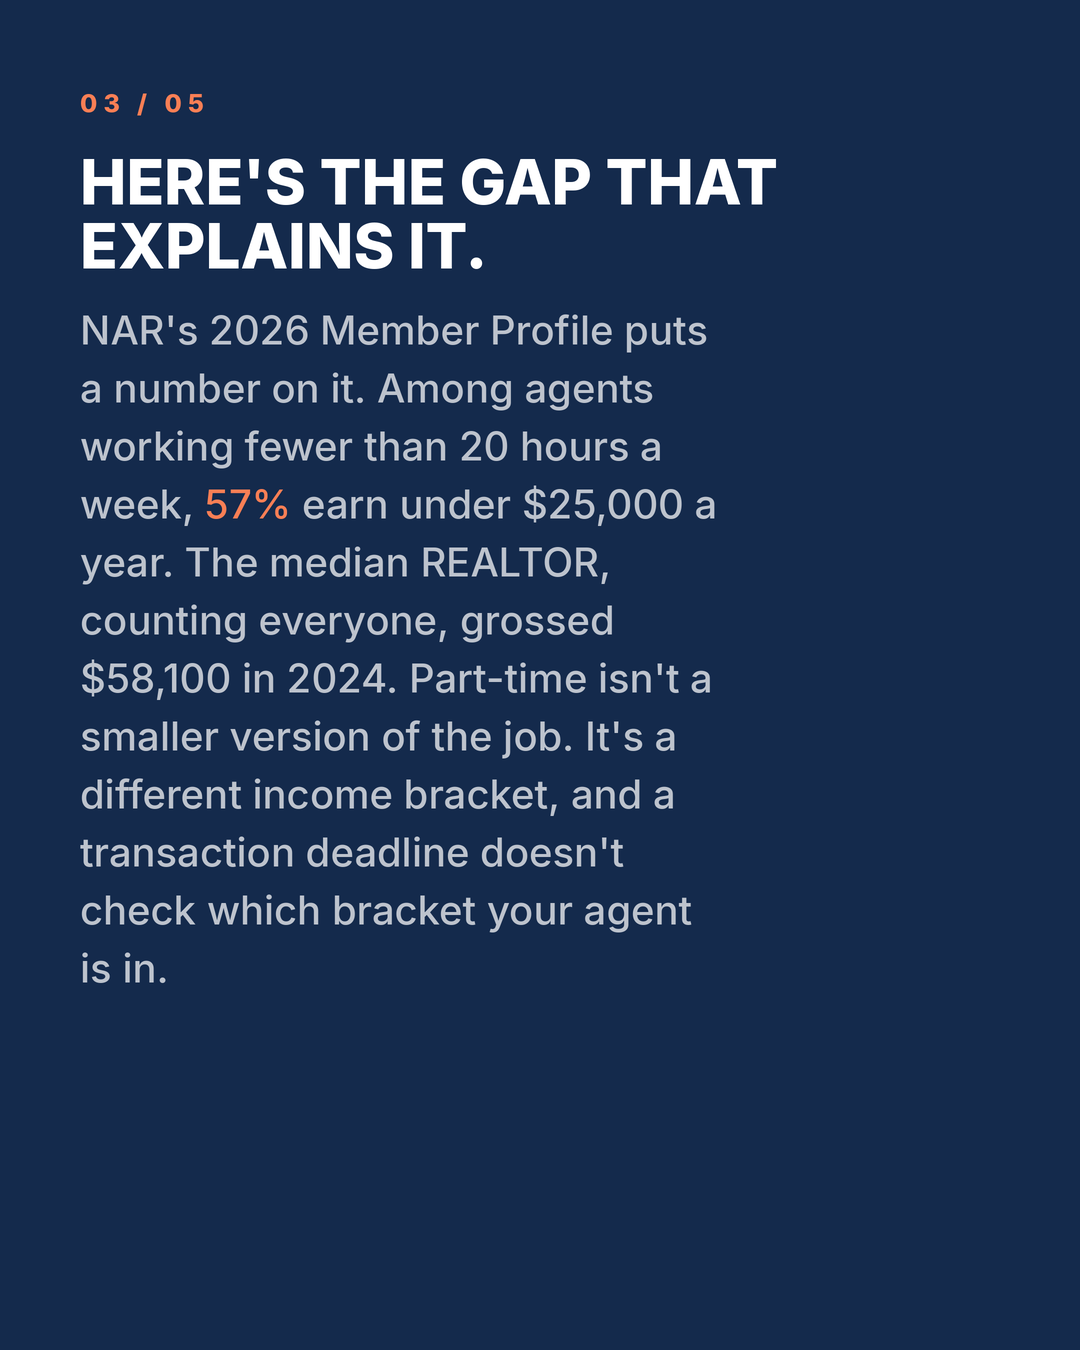 03 / 05
HERE'S THE GAP THAT
EXPLAINS IT.
NAR's 2026 Member Profile puts
a number on it. Among agents
working fewer than 20 hours a
week, 57% earn under $25,000 a
year. The median REALTOR,
counting everyone, grossed
$58,100 in 2024. Part-time isn't a
smaller version of the job. It's a
different income bracket, and a
transaction deadline doesn't
check which bracket your agent
is in.